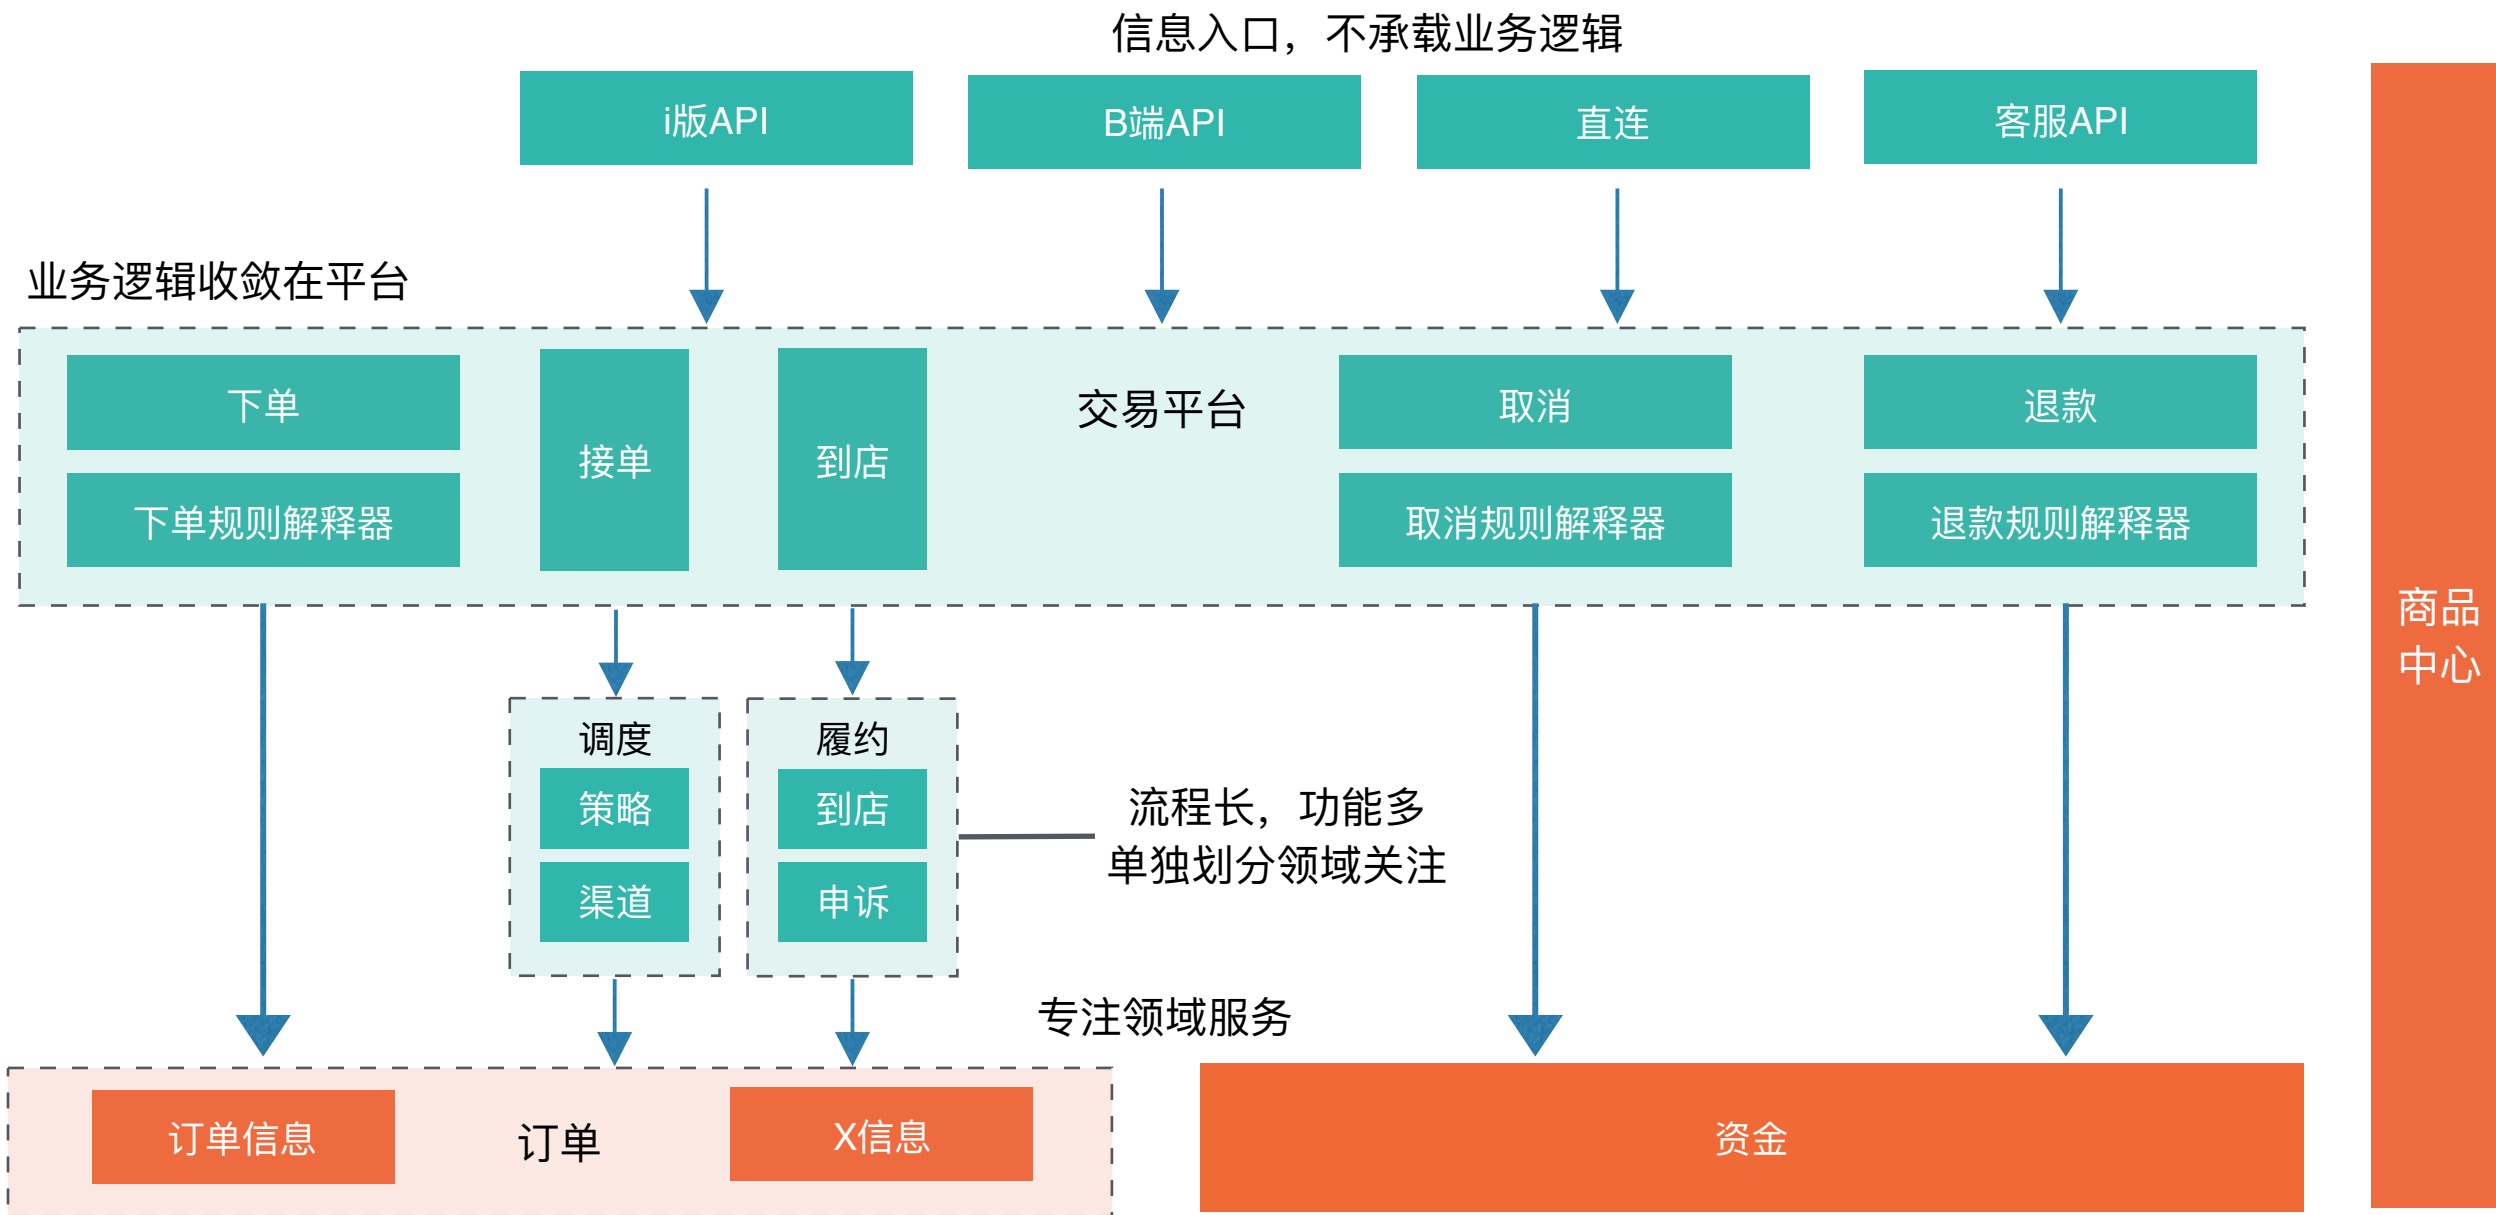 信息入口，不承载业务逻辑
i版API
B端API
直连
客服API
业务逻辑收敛在平台
下单
下单规则解释器
接单
到店
交易平台
取消
取消规则解释器
退款
退款规则解释器
商品
中心
调度
策略
渠道
履约
到店
申诉
流程长，功能多
单独划分领域关注
专注领域服务
订单信息
订单
X信息
资金